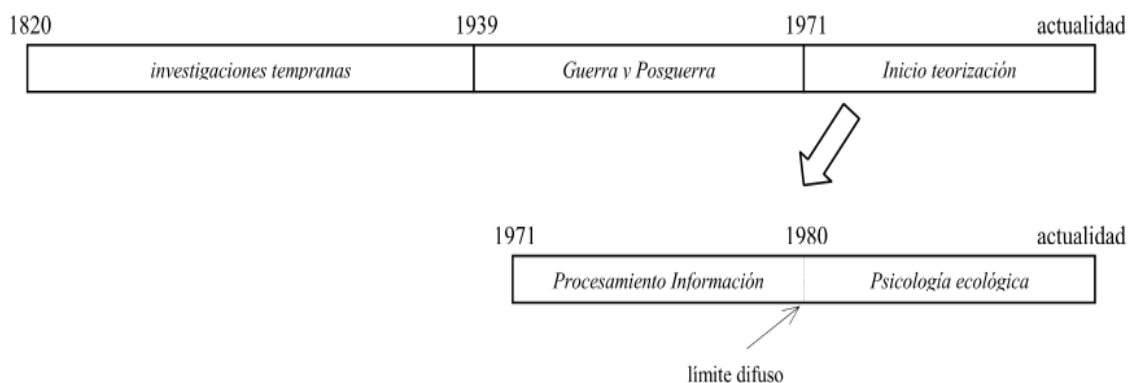 1820 1939 1971 actualidad
investigaciones tempranas Guerra y Posguerra Inicio teorización
1971 1980 actualidad
Procesamiento Información Psicología ecológica
límite difuso